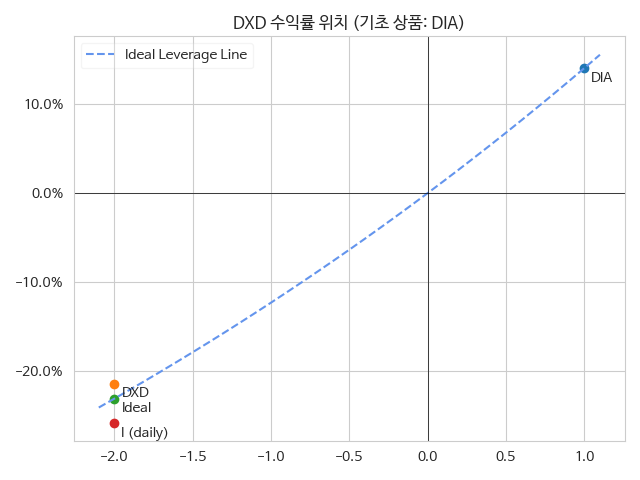 DXD 수익률 위치 (기초 상품: DIA)
Ideal Leverage Line
DIA
10.0%
0.0%
−10.0%
−20.0%
DXD
Ideal
I (daily)
−2.0 −1.5 −1.0 −0.5 0.0 0.5 1.0